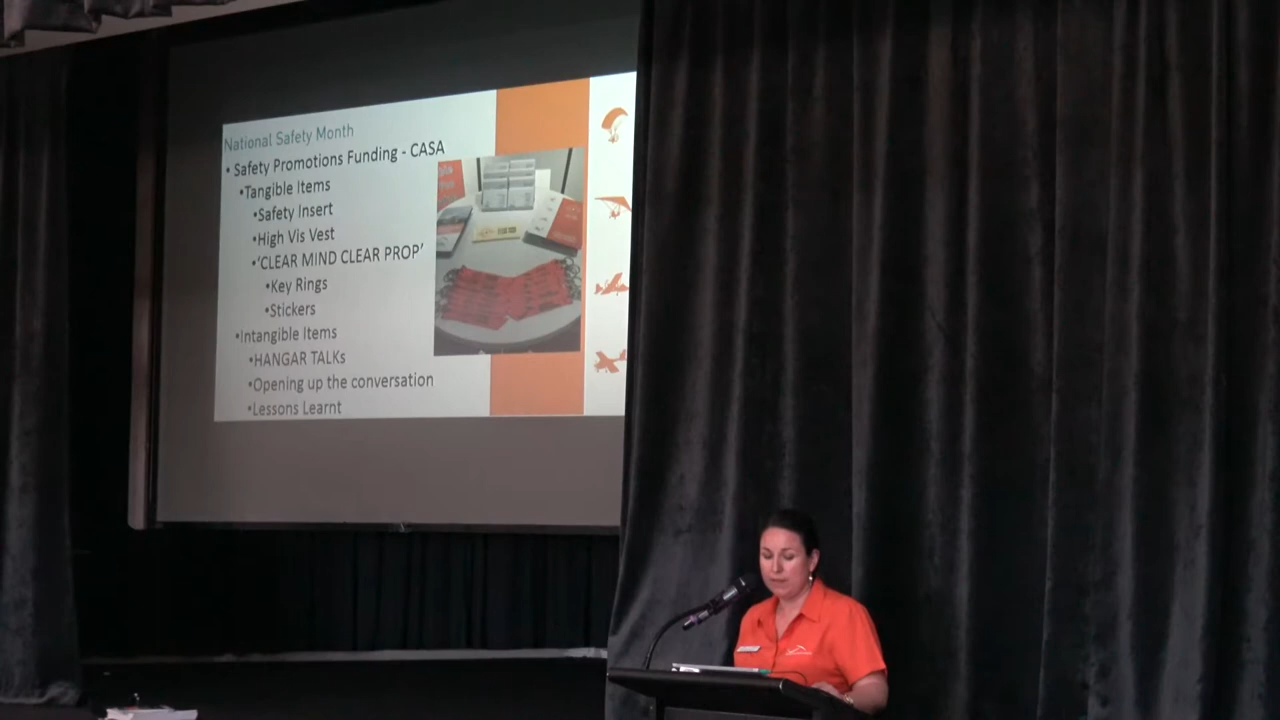 National Safety Month
• Safety Promotions Funding - CASA
•Tangible Items
•Safety Insert
•High Vis Vest
•‘CLEAR MIND CLEAR PROP’
•Key Rings
•Stickers
•Intangible Items
•HANGAR TALKs
•Opening up the conversation
•Lessons Learnt